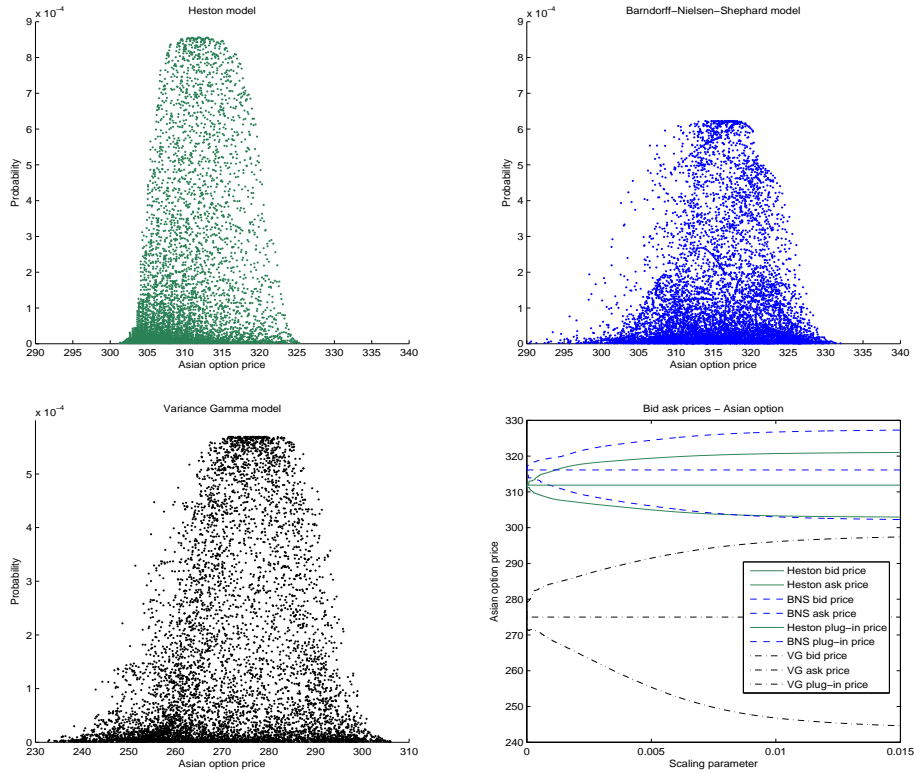 Heston model
x 10⁻⁴
9
8
7
6
5
4
3
2
1
0
Probability
290 295 300 305 310 315 320 325 330 335 340
Asian option price
Barndorff−Nielsen−Shephard model
x 10⁻⁴
9
8
7
6
5
4
3
2
1
0
Probability
290 295 300 305 310 315 320 325 330 335 340
Asian option price
Variance Gamma model
x 10⁻⁴
5
4
3
2
1
0
Probability
230 240 250 260 270 280 290 300 310
Asian option price
Bid ask prices − Asian option
330
320
310
300
290
280
270
260
250
240
Asian option price
Heston bid price
Heston ask price
BNS bid price
BNS ask price
Heston plug−in price
BNS plug−in price
VG bid price
VG ask price
VG plug−in price
0 0.005 0.01 0.015
Scaling parameter